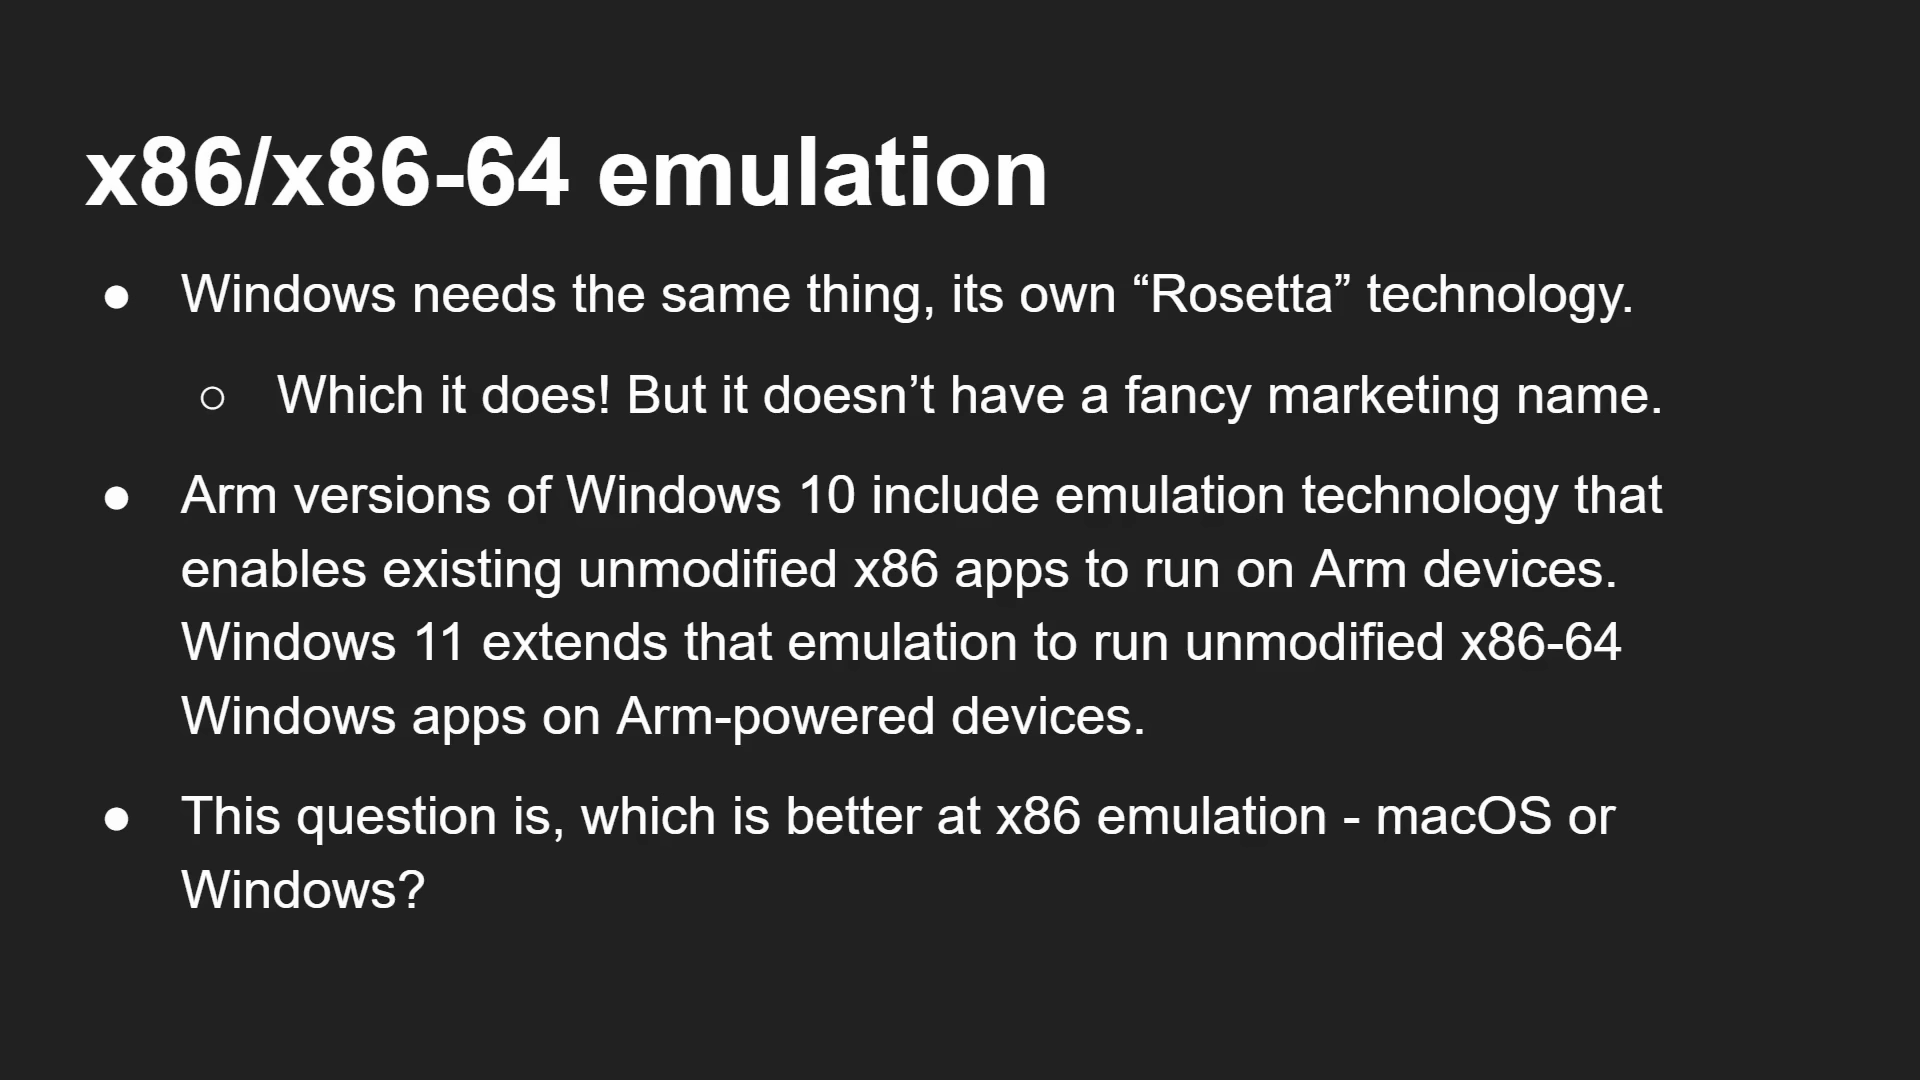 x86/x86-64 emulation
● Windows needs the same thing, its own “Rosetta” technology.
○ Which it does! But it doesn’t have a fancy marketing name.
● Arm versions of Windows 10 include emulation technology that
enables existing unmodified x86 apps to run on Arm devices.
Windows 11 extends that emulation to run unmodified x86-64
Windows apps on Arm-powered devices.
● This question is, which is better at x86 emulation - macOS or
Windows?